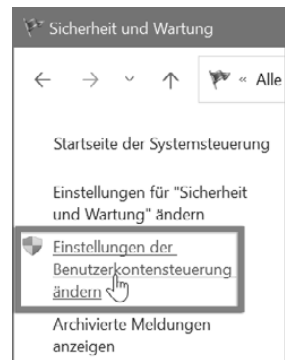 Sicherheit und Wartung
« Alle
Startseite der Systemsteuerung
Einstellungen für "Sicherheit
und Wartung" ändern
Einstellungen der
Benutzerkontensteuerung
ändern
Archivierte Meldungen
anzeigen